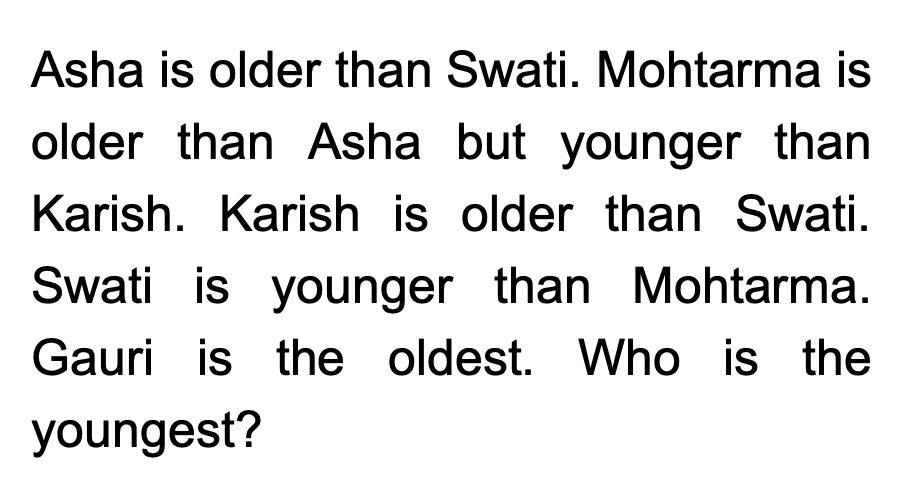 Asha is older than Swati. Mohtarma is
older than Asha but younger than
Karish. Karish is older than Swati.
Swati is younger than Mohtarma.
Gauri is the oldest. Who is the
youngest?